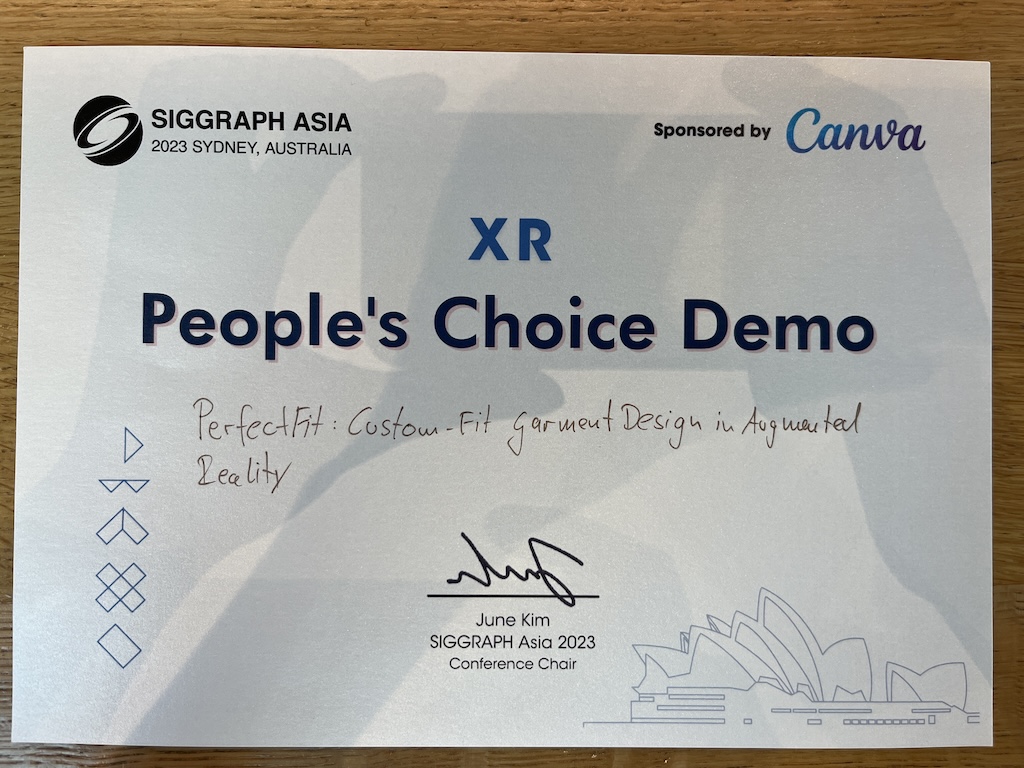 SIGGRAPH ASIA
2023 SYDNEY, AUSTRALIA
Sponsored by Canva
XR
People's Choice Demo
PerfectFit: Custom-Fit Garment Design in Augmented
Reality
June Kim
SIGGRAPH Asia 2023
Conference Chair